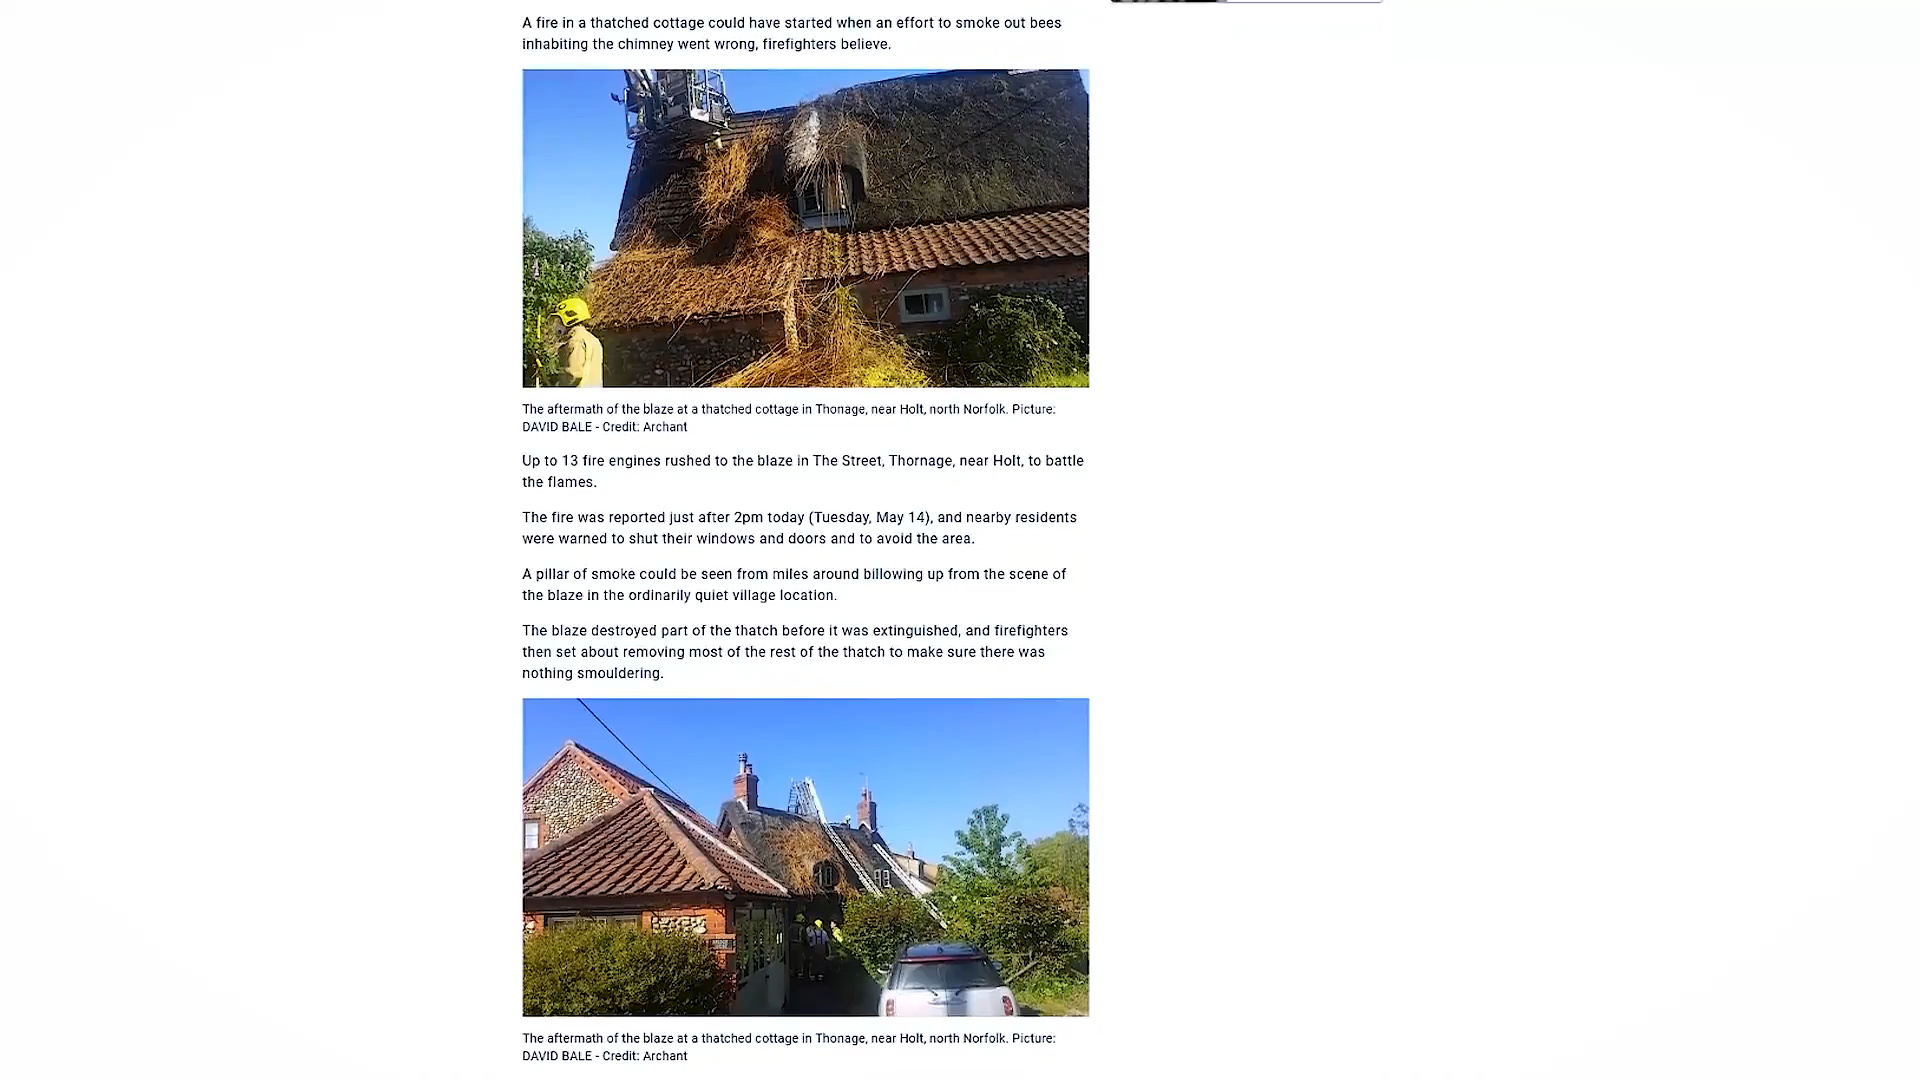 A fire in a thatched cottage could have started when an effort to smoke out bees
inhabiting the chimney went wrong, firefighters believe.
The aftermath of the blaze at a thatched cottage in Thonage, near Holt, north Norfolk. Picture:
DAVID BALE - Credit: Archant
Up to 13 fire engines rushed to the blaze in The Street, Thornage, near Holt, to battle
the flames.
The fire was reported just after 2pm today (Tuesday, May 14), and nearby residents
were warned to shut their windows and doors and to avoid the area.
A pillar of smoke could be seen from miles around billowing up from the scene of
the blaze in the ordinarily quiet village location.
The blaze destroyed part of the thatch before it was extinguished, and firefighters
then set about removing most of the rest of the thatch to make sure there was
nothing smouldering.
The aftermath of the blaze at a thatched cottage in Thonage, near Holt, north Norfolk. Picture:
DAVID BALE - Credit: Archant